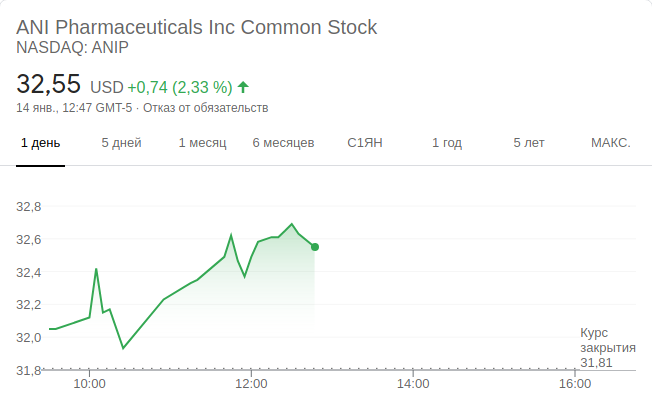 ANI Pharmaceuticals Inc Common Stock
NASDAQ: ANIP
32,55 USD +0,74 (2,33 %)
14 янв., 12:47 GMT-5 · Отказ от обязательств
1 день 5 дней 1 месяц 6 месяцев С1ЯН 1 год 5 лет МАКС.
32,8
32,6
32,4
32,2
32,0
31,8
Курс
закрытия
31,81
10:00 12:00 14:00 16:00